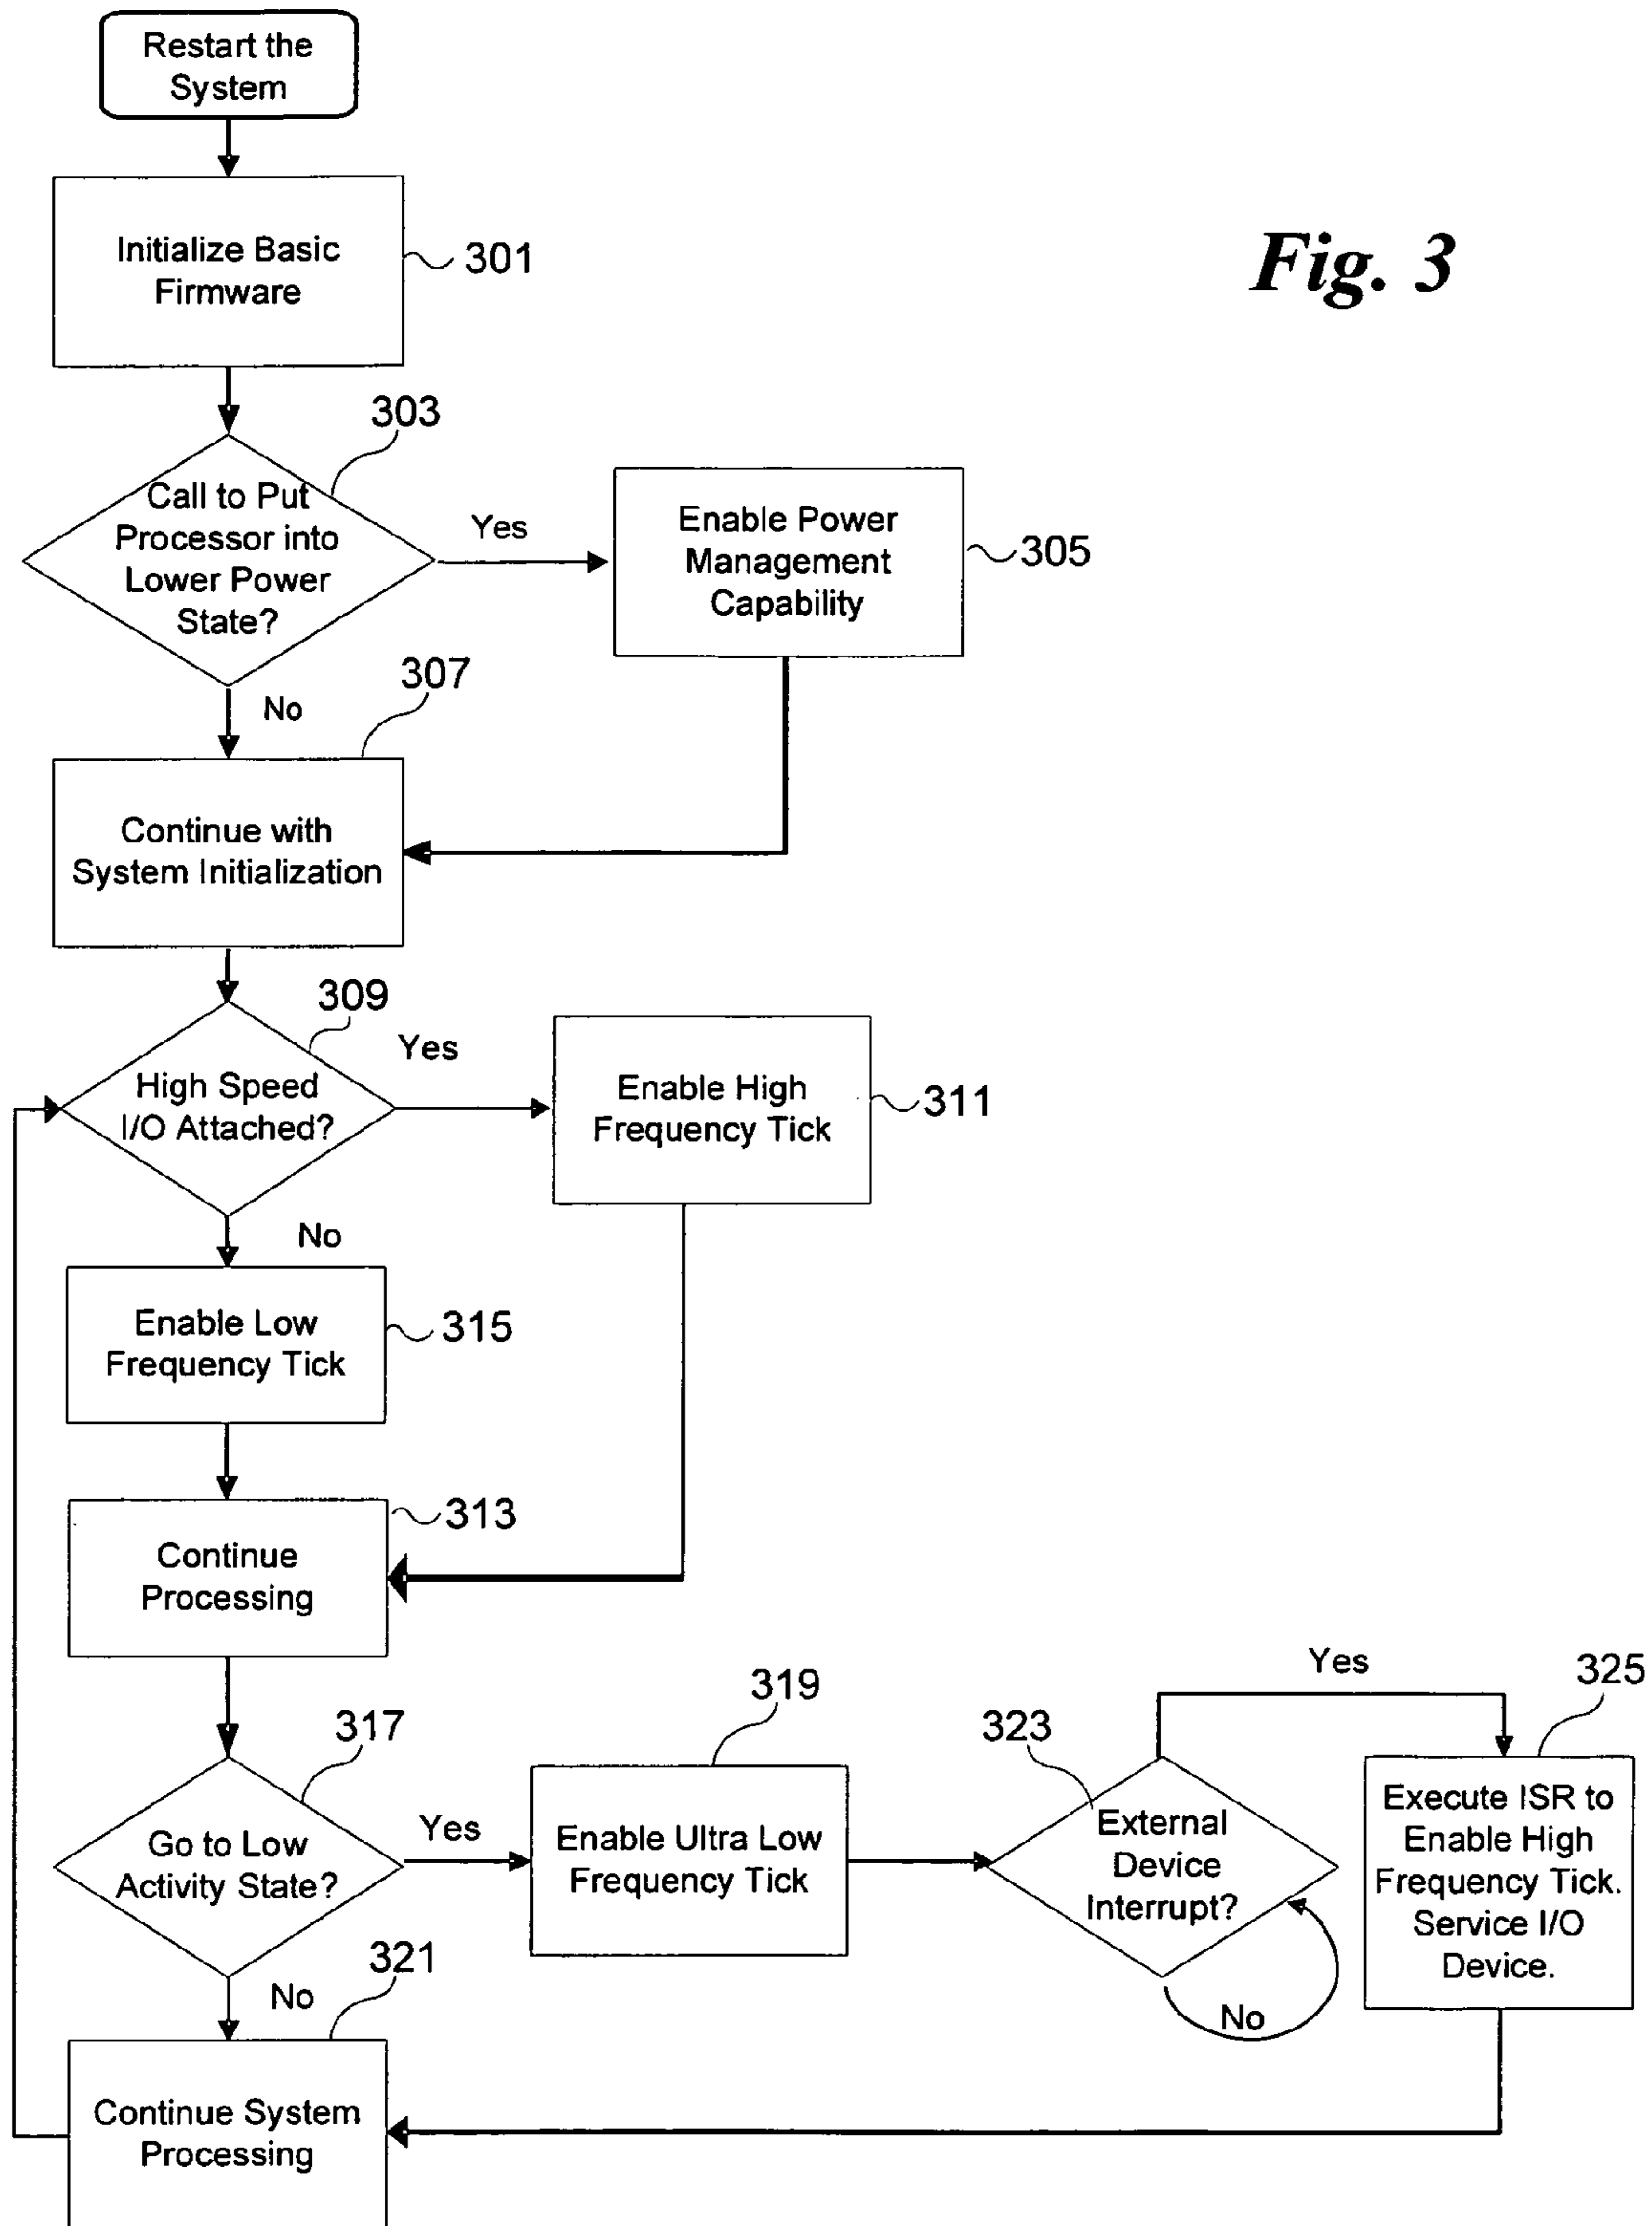 Restart the
System
Initialize Basic
Firmware
301
Fig. 3
303
Call to Put
Processor into
Lower Power
State?
Yes
Enable Power
Management
Capability
305
No
307
Continue with
System Initialization
309
High Speed
I/O Attached?
Yes
Enable High
Frequency Tick
311
No
Enable Low
Frequency Tick
315
Continue
Processing
313
317
Go to Low
Activity State?
Yes
319
Enable Ultra Low
Frequency Tick
323
External
Device
Interrupt?
Yes
No
325
Execute ISR to
Enable High
Frequency Tick.
Service I/O
Device.
No
321
Continue System
Processing